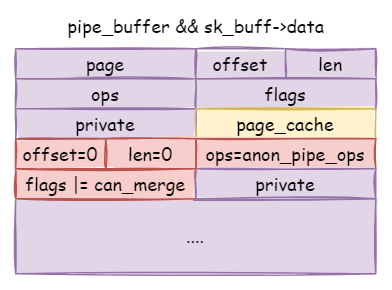 pipe_buffer && sk_buff->data
page offset len
ops flags
private page_cache
offset=0 len=0 ops=anon_pipe_ops
flags |= can_merge private
....